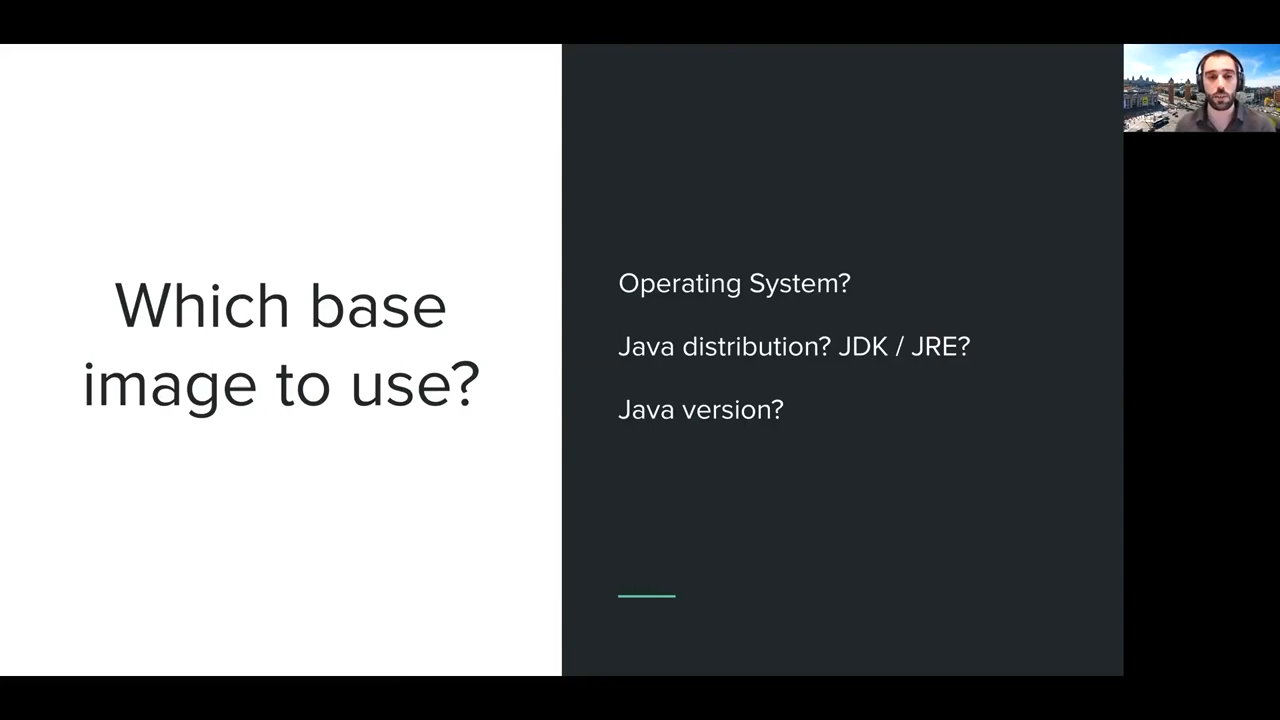 Which base
image to use?
Operating System?
Java distribution? JDK / JRE?
Java version?